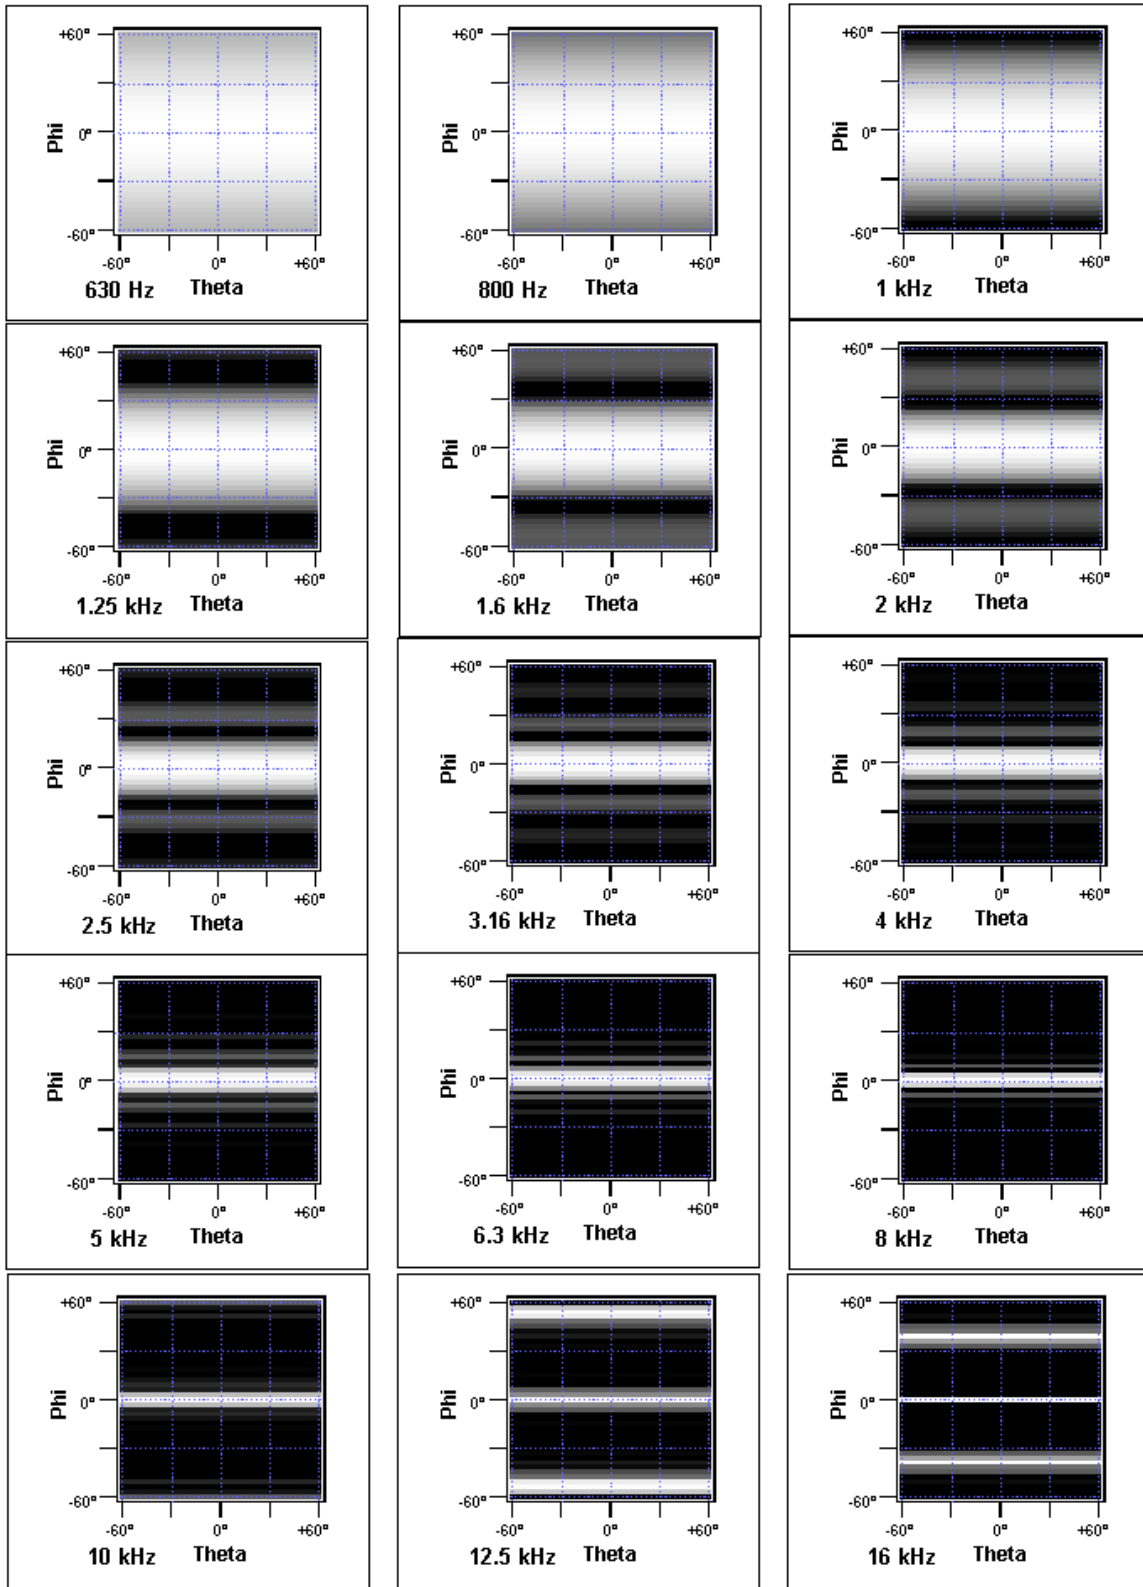 +60°
Phi
0°
-60°
-60° 0° +60°
630 Hz Theta
+60°
Phi
0°
-60°
-60° 0° +60°
800 Hz Theta
+60°
Phi
0°
-60°
-60° 0° +60°
1 kHz Theta
+60°
Phi
0°
-60°
-60° 0° +60°
1.25 kHz Theta
+60°
Phi
0°
-60°
-60° 0° +60°
1.6 kHz Theta
+60°
Phi
0°
-60°
-60° 0° +60°
2 kHz Theta
+60°
Phi
0°
-60°
-60° 0° +60°
2.5 kHz Theta
+60°
Phi
0°
-60°
-60° 0° +60°
3.16 kHz Theta
+60°
Phi
0°
-60°
-60° 0° +60°
4 kHz Theta
+60°
Phi
0°
-60°
-60° 0° +60°
5 kHz Theta
+60°
Phi
0°
-60°
-60° 0° +60°
6.3 kHz Theta
+60°
Phi
0°
-60°
-60° 0° +60°
8 kHz Theta
+60°
Phi
0°
-60°
-60° 0° +60°
10 kHz Theta
+60°
Phi
0°
-60°
-60° 0° +60°
12.5 kHz Theta
+60°
Phi
0°
-60°
-60° 0° +60°
16 kHz Theta